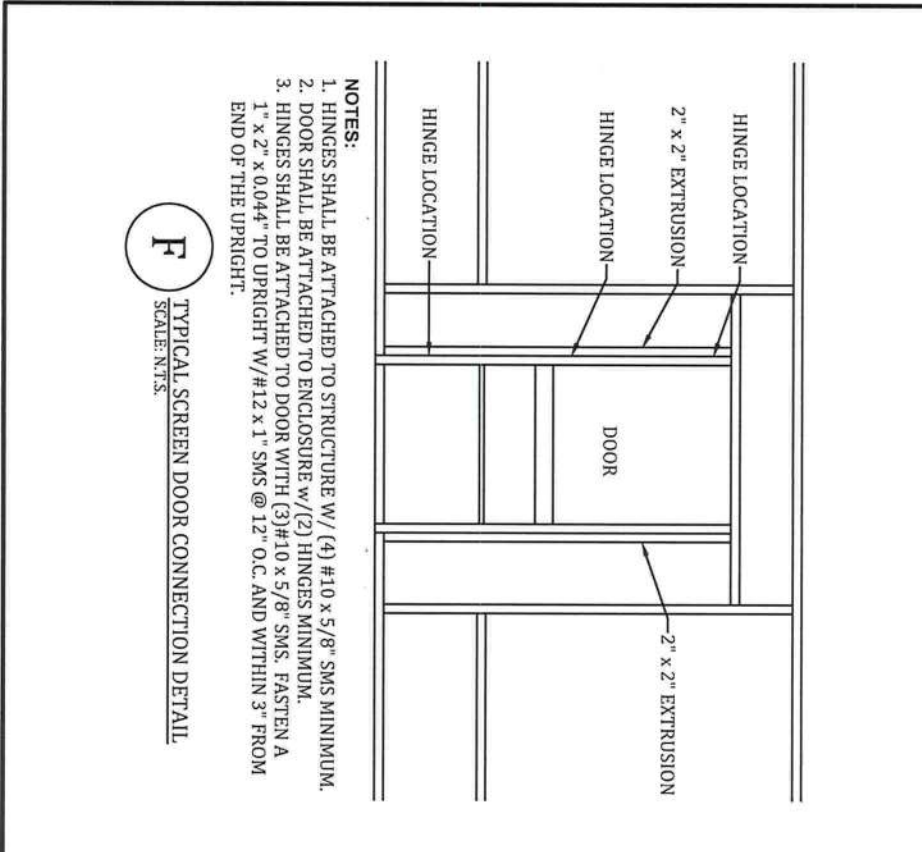 HINGE LOCATION
2" x 2" EXTRUSION
HINGE LOCATION
HINGE LOCATION
DOOR
2" x 2" EXTRUSION
NOTES:
1. HINGES SHALL BE ATTACHED TO STRUCTURE W/ (4) #10 x 5/8" SMS MINIMUM.
2. DOOR SHALL BE ATTACHED TO ENCLOSURE w/(2) HINGES MINIMUM.
3. HINGES SHALL BE ATTACHED TO DOOR WITH (3)#10 x 5/8" SMS. FASTEN A
1" x 2" x 0.044" TO UPRIGHT W/#12 x 1" SMS @ 12" O.C. AND WITHIN 3" FROM
END OF THE UPRIGHT.
F
TYPICAL SCREEN DOOR CONNECTION DETAIL
SCALE: N.T.S.